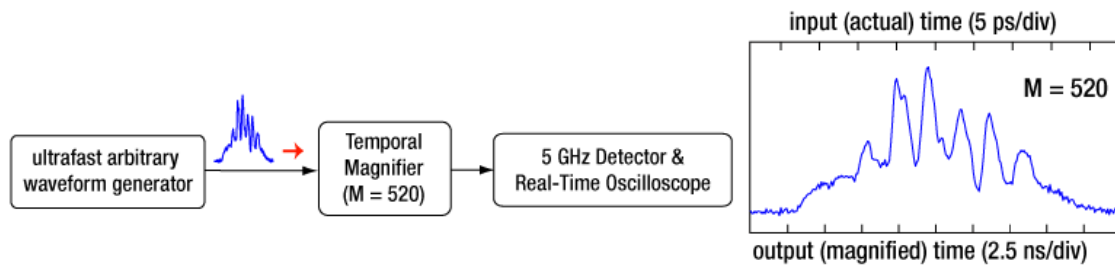 ultrafast arbitrary
waveform generator
Temporal
Magnifier
(M = 520)
5 GHz Detector &
Real-Time Oscilloscope
input (actual) time (5 ps/div)
M = 520
output (magnified) time (2.5 ns/div)